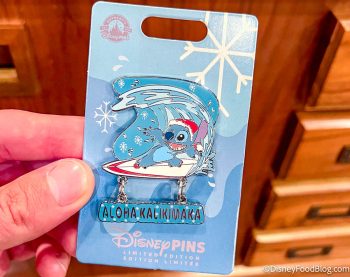 ALOHA KALIKIMAKA
Disney PINS
LIMITED EDITION
EDITION LIMITÉE
©DisneyFoodBlog.com